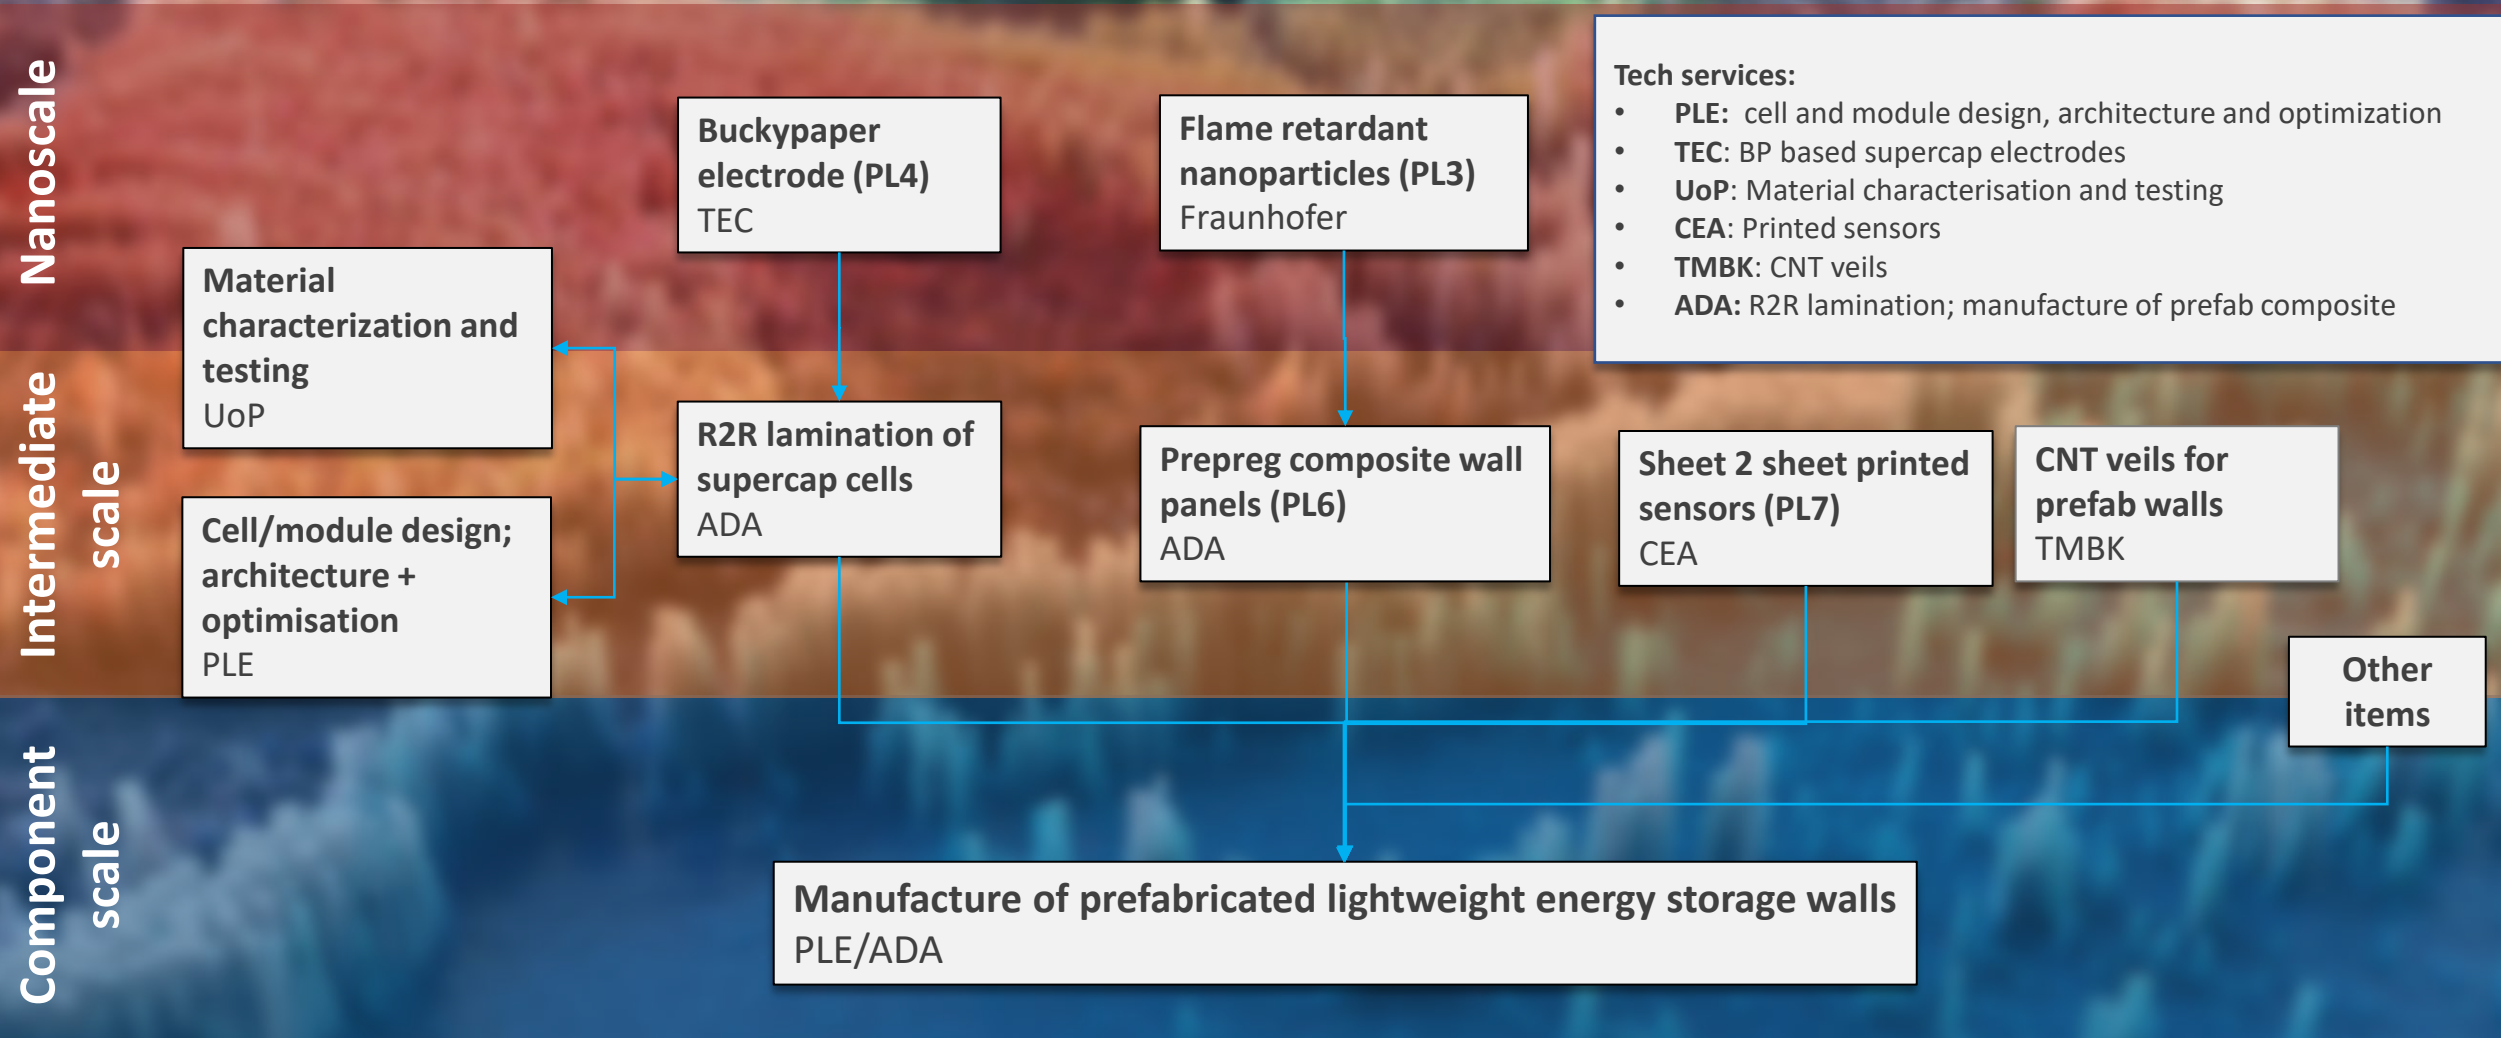 Nanoscale
Buckypaper
electrode (PL4)
TEC
Flame retardant
nanoparticles (PL3)
Fraunhofer
Tech services:
• PLE:  cell and module design, architecture and optimization
• TEC: BP based supercap electrodes
• UoP: Material characterisation and testing
• CEA: Printed sensors
• TMBK: CNT veils
• ADA: R2R lamination; manufacture of prefab composite
Material
characterization and
testing
UoP
Intermediate
scale
R2R lamination of
supercap cells
ADA
Prepreg composite wall
panels (PL6)
ADA
Sheet 2 sheet printed
sensors (PL7)
CEA
CNT veils for
prefab walls
TMBK
Cell/module design;
architecture +
optimisation
PLE
Other
items
Component
scale
Manufacture of prefabricated lightweight energy storage walls
PLE/ADA